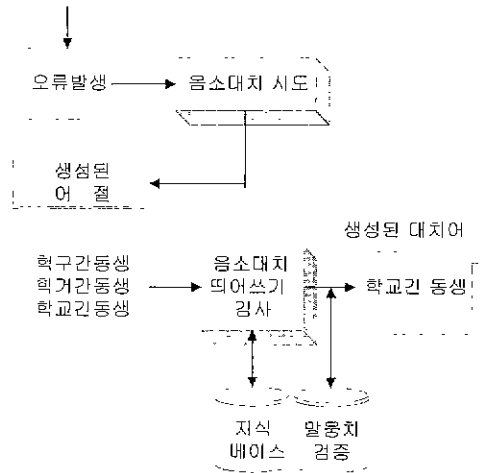 오류발생
음소대치 시도
생성된
어 절
생성된 대치어
학구간동생
학거간동생
학교긴동생
음소대치
띄어쓰기
검사
학교긴 동생
지식
베이스
말뭉치
검증